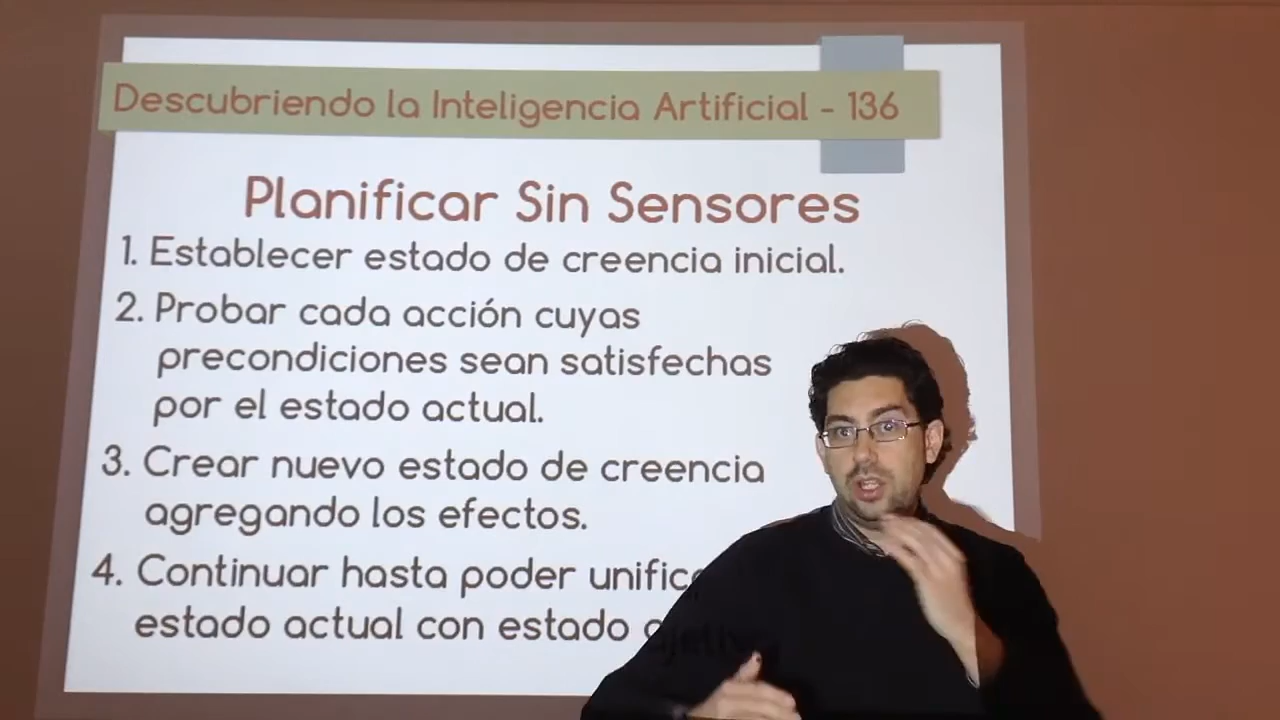 Descubriendo la Inteligencia Artificial - 136
Planificar Sin Sensores
1. Establecer estado de creencia inicial.
2. Probar cada acción cuyas
precondiciones sean satisfechas
por el estado actual.
3. Crear nuevo estado de creencia
agregando los efectos.
4. Continuar hasta poder
estado actual con estado